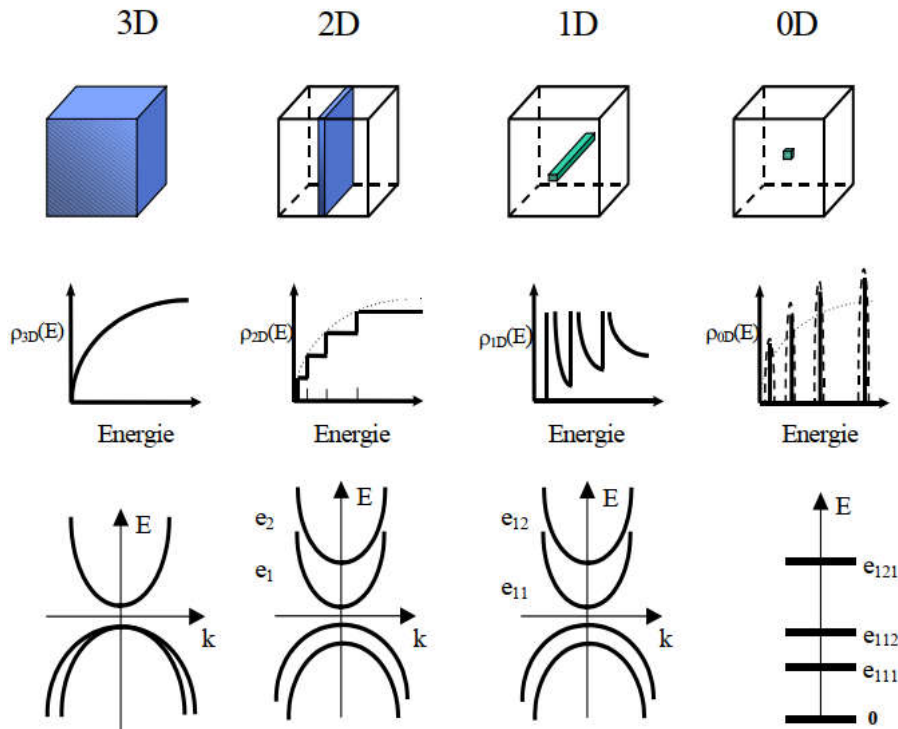 3D 2D 1D 0D
ρ3D(E) ρ2D(E) ρ1D(E) ρ0D(E)
Energie Energie Energie Energie
E E E E
e2 e12
e1 e11 e121
k k k
e112
e111
0